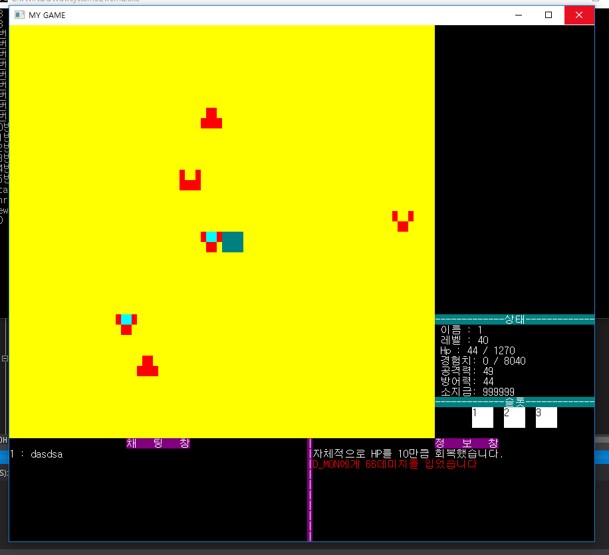 MY GAME
상태
이름 : 1
레벨 : 40
Hp : 44 / 1270
경험치: 0 / 8040
공격력: 49
방어력: 44
소지금: 999999
1 2 3
채 팅 창
정 보 창
1 : dasdsa
자체적으로 HP를 10만큼 회복했습니다.
D_MON에게 68데미지를 입었습니다